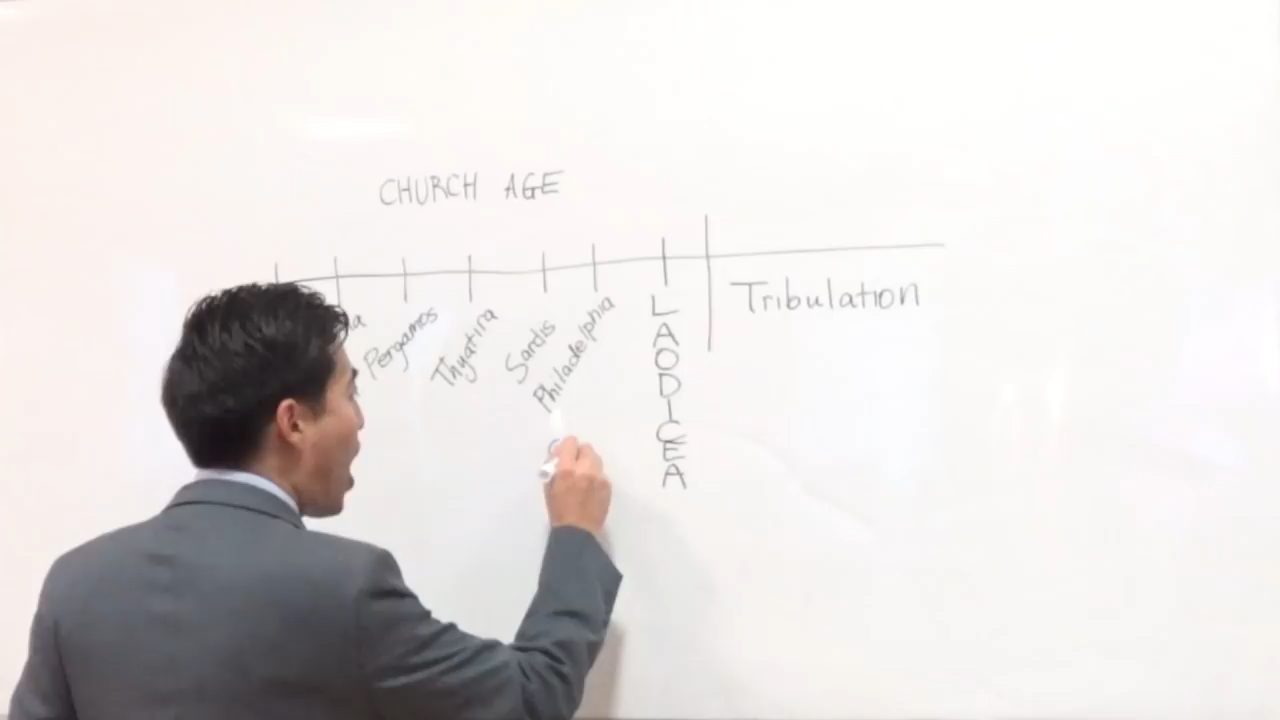 CHURCH AGE
Pergamos
Thyatira
Sardis
Philadelphia
LAODICEA
Tribulation